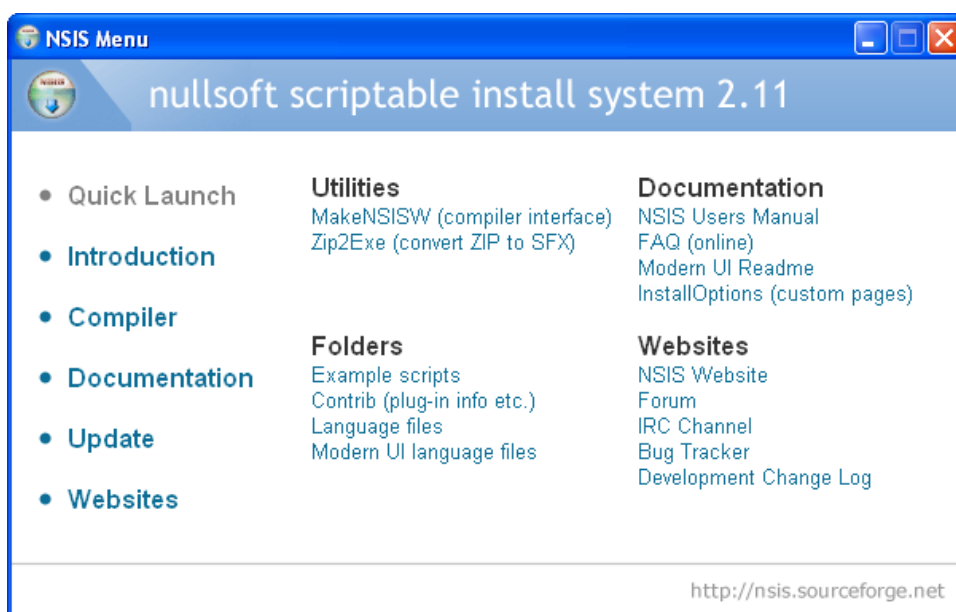 NSIS Menu
nullsoft scriptable install system 2.11
Quick Launch
Introduction
Compiler
Documentation
Update
Websites
Utilities
MakeNSISW (compiler interface)
Zip2Exe (convert ZIP to SFX)
Folders
Example scripts
Contrib (plug-in info etc.)
Language files
Modern UI language files
Documentation
NSIS Users Manual
FAQ (online)
Modern UI Readme
InstallOptions (custom pages)
Websites
NSIS Website
Forum
IRC Channel
Bug Tracker
Development Change Log
http://nsis.sourceforge.net